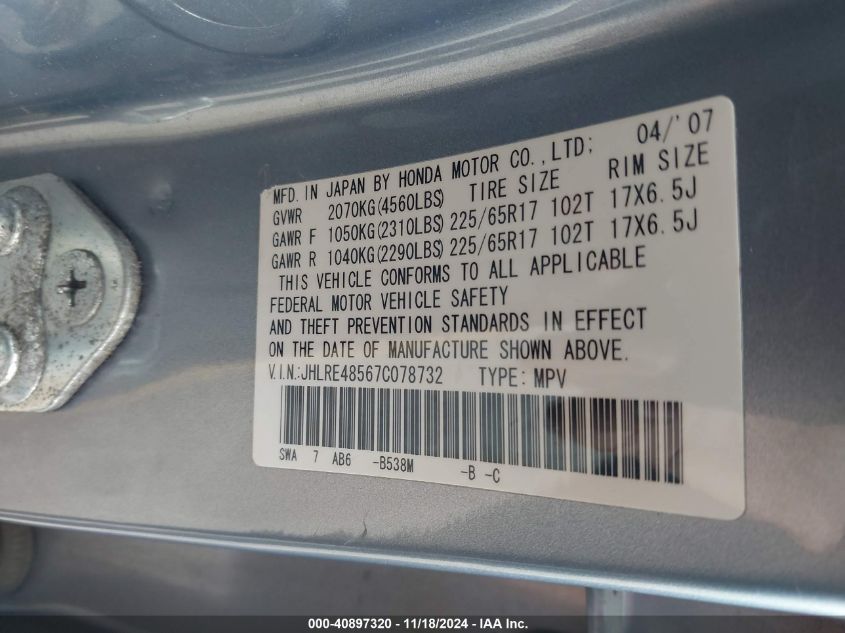 MFD. IN JAPAN BY HONDA MOTOR CO.,LTD; 04/'07
GVWR 2070KG(4560LBS) TIRE SIZE RIM SIZE
GAWR F 1050KG(2310LBS) 225/65R17 102T 17X6.5J
GAWR R 1040KG(2290LBS) 225/65R17 102T 17X6.5J
THIS VEHICLE CONFORMS TO ALL APPLICABLE
FEDERAL MOTOR VEHICLE SAFETY
AND THEFT PREVENTION STANDARDS IN EFFECT
ON THE DATE OF MANUFACTURE SHOWN ABOVE.
V.I.N.:JHLRE48567C078732 TYPE: MPV
SWA 7 AB6 -B538M -B -C
000-40897320 - 11/18/2024 - IAA Inc.